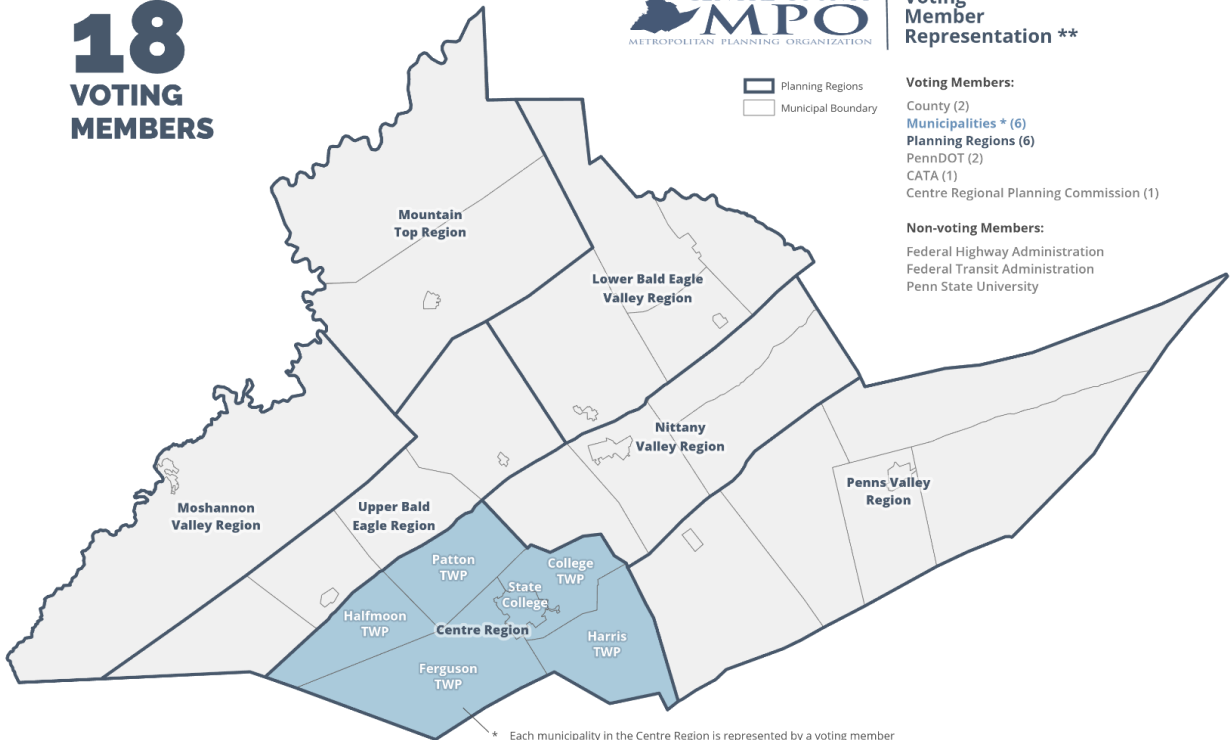 18
VOTING
MEMBERS
MPO
METROPOLITAN PLANNING ORGANIZATION
Voting
Member
Representation **
Planning Regions
Municipal Boundary
Voting Members:
County (2)
Municipalities * (6)
Planning Regions (6)
PennDOT (2)
CATA (1)
Centre Regional Planning Commission (1)
Non-voting Members:
Federal Highway Administration
Federal Transit Administration
Penn State University
Mountain
Top Region
Lower Bald Eagle
Valley Region
Nittany
Valley Region
Penns Valley
Region
Moshannon
Valley Region
Upper Bald
Eagle Region
Patton
TWP
College
TWP
State
College
Halfmoon
TWP
Centre Region
Harris
TWP
Ferguson
TWP
* Each municipality in the Centre Region is represented by a voting member